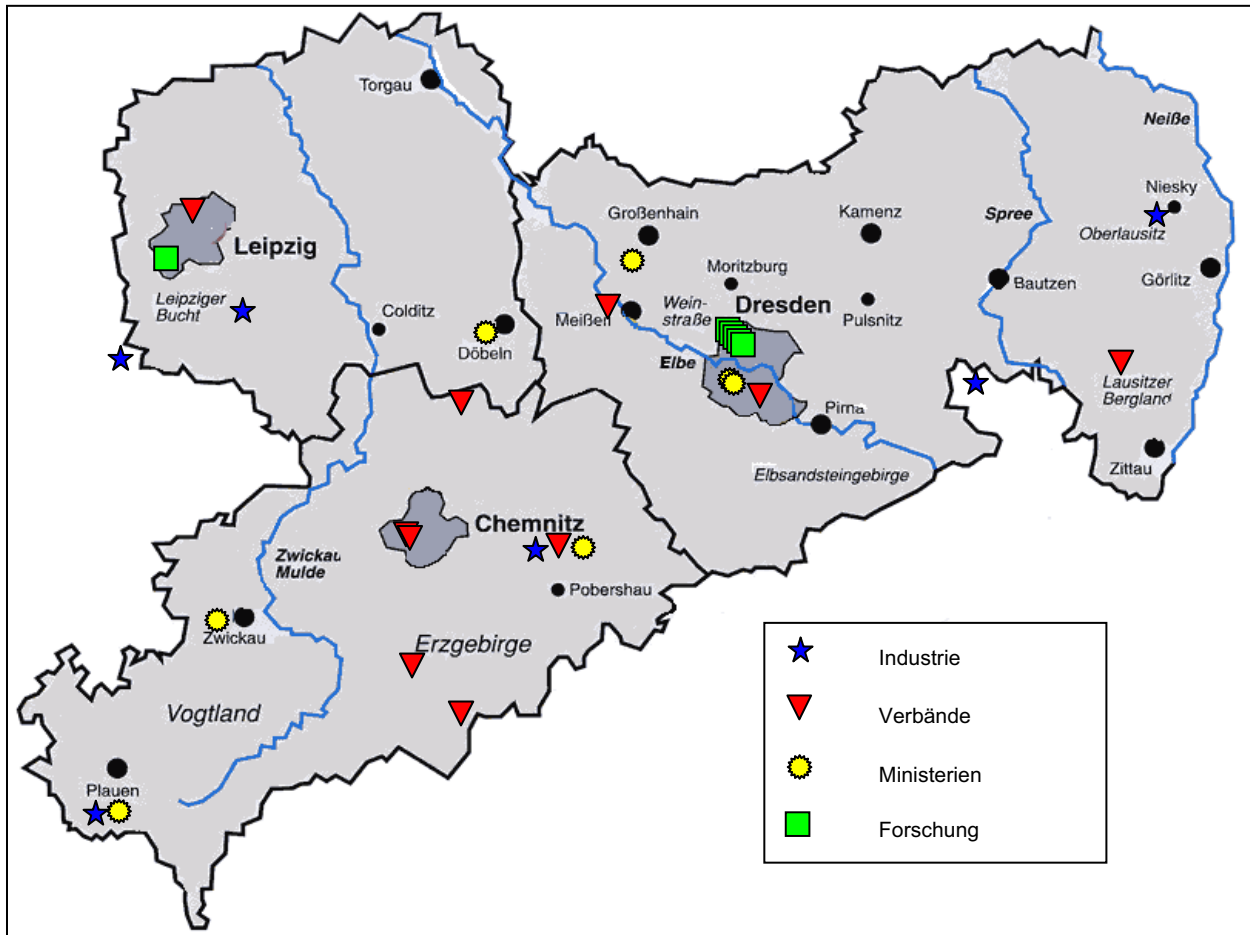 Torgau
Neiße
Niesky
Großenhain
Kamenz
Spree
Oberlausitz
Leipzig
Moritzburg
Görlitz
Bautzen
Leipziger
Bucht
Colditz
Wein-
straße
Dresden
Meißen
Pulsnitz
Döbeln
Elbe
Lausitzer
Bergland
Pirna
Zittau
Elbsandsteingebirge
Chemnitz
Zwickau
Mulde
Pobershau
Zwickau
Erzgebirge
Vogtland
Plauen
Industrie
Verbände
Ministerien
Forschung